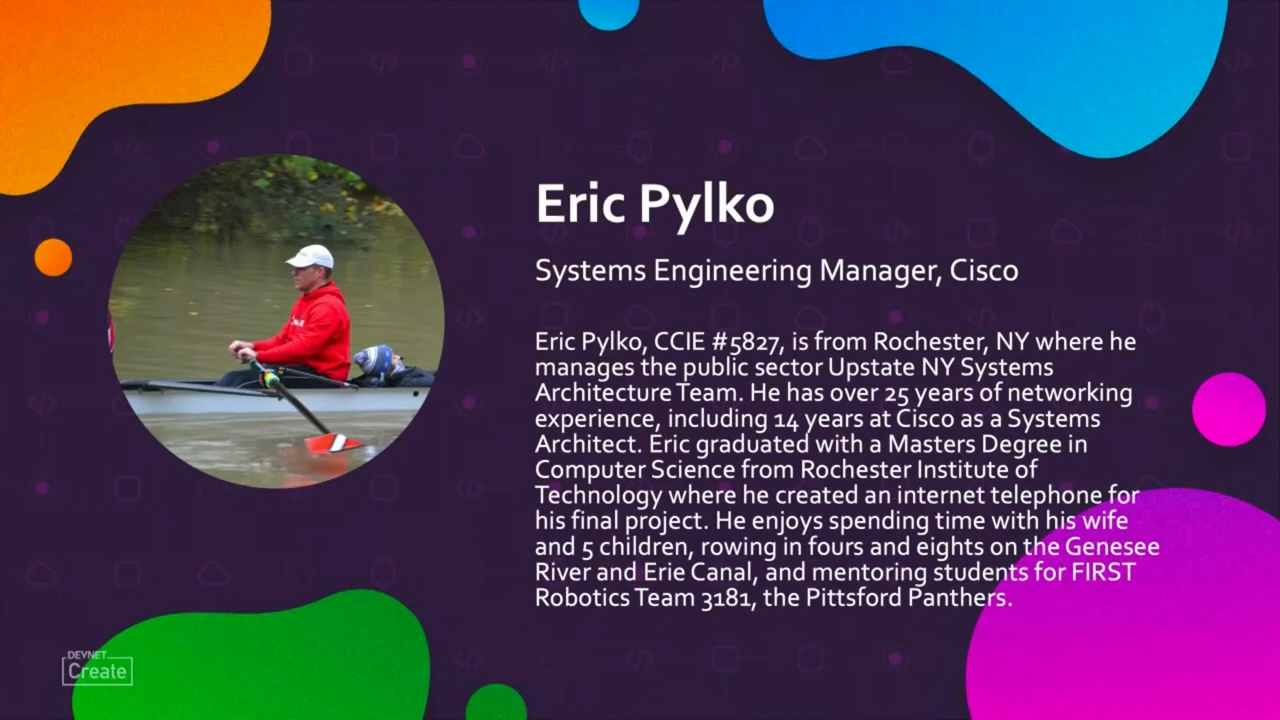 Eric Pylko
Systems Engineering Manager, Cisco
Eric Pylko, CCIE #5827, is from Rochester, NY where he
manages the public sector Upstate NY Systems
Architecture Team. He has over 25 years of networking
experience, including 14 years at Cisco as a Systems
Architect. Eric graduated with a Masters Degree in
Computer Science from Rochester Institute of
Technology where he created an internet telephone for
his final project. He enjoys spending time with his wife
and 5 children, rowing in fours and eights on the Genesee
River and Erie Canal, and mentoring students for FIRST
Robotics Team 3181, the Pittsford Panthers.
DEVNET
Create